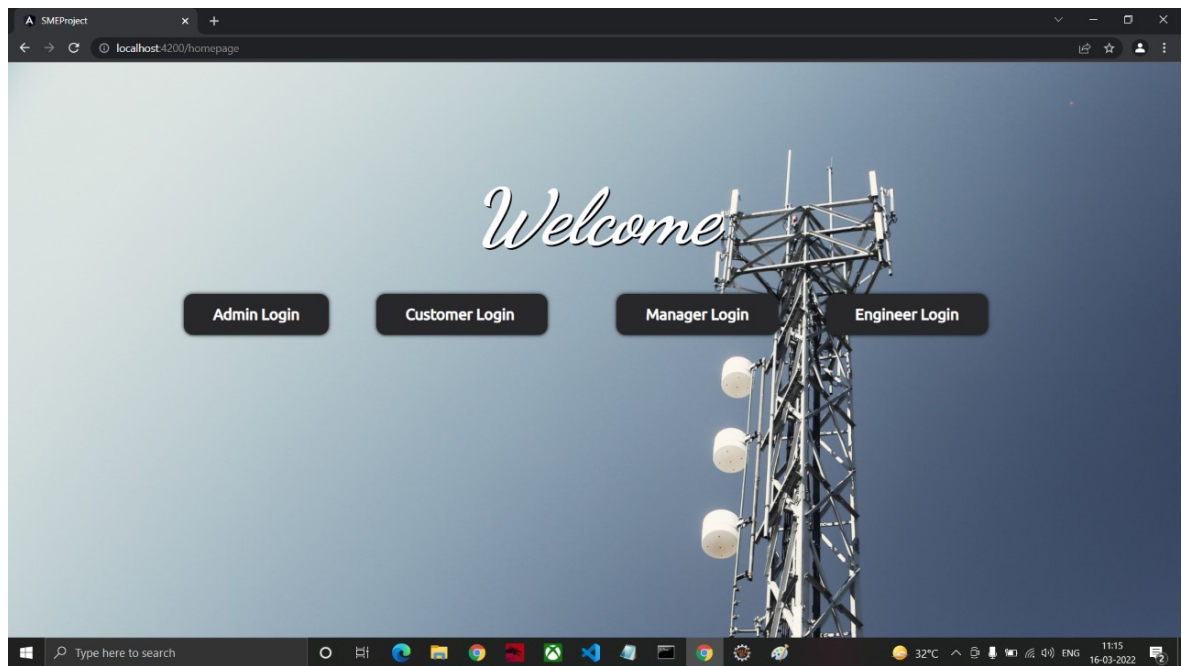 SMEProject
localhost:4200/homepage
Welcome
Admin Login
Customer Login
Manager Login
Engineer Login
Type here to search
32°C
ENG
11:15
16-03-2022
2